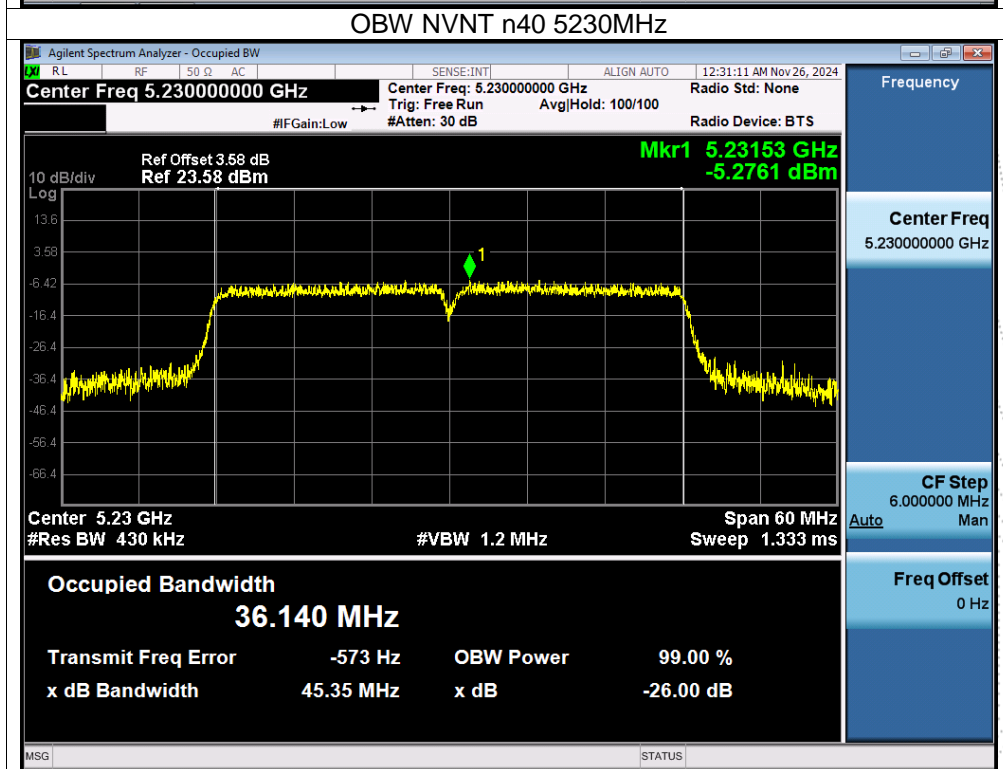 OBW NVNT n40 5230MHz
Agilent Spectrum Analyzer - Occupied BW
LXI RL RF 50 Ω AC SENSE:INT ALIGN AUTO 12:31:11 AM Nov 26, 2024
Center Freq 5.230000000 GHz
Center Freq: 5.230000000 GHz Radio Std: None
Trig: Free Run Avg|Hold: 100/100
#IFGain:Low #Atten: 30 dB Radio Device: BTS
Frequency
Mkr1 5.23153 GHz
-5.2761 dBm
Ref Offset 3.58 dB
10 dB/div Ref 23.58 dBm
Log
13.6
3.58
-6.42
-16.4
-26.4
-36.4
-46.4
-56.4
-66.4
1
Center 5.23 GHz Span 60 MHz
#Res BW 430 kHz #VBW 1.2 MHz Sweep 1.333 ms
Occupied Bandwidth
36.140 MHz
Transmit Freq Error -573 Hz OBW Power 99.00 %
x dB Bandwidth 45.35 MHz x dB -26.00 dB
Center Freq
5.230000000 GHz
CF Step
6.000000 MHz
Auto Man
Freq Offset
0 Hz
MSG STATUS